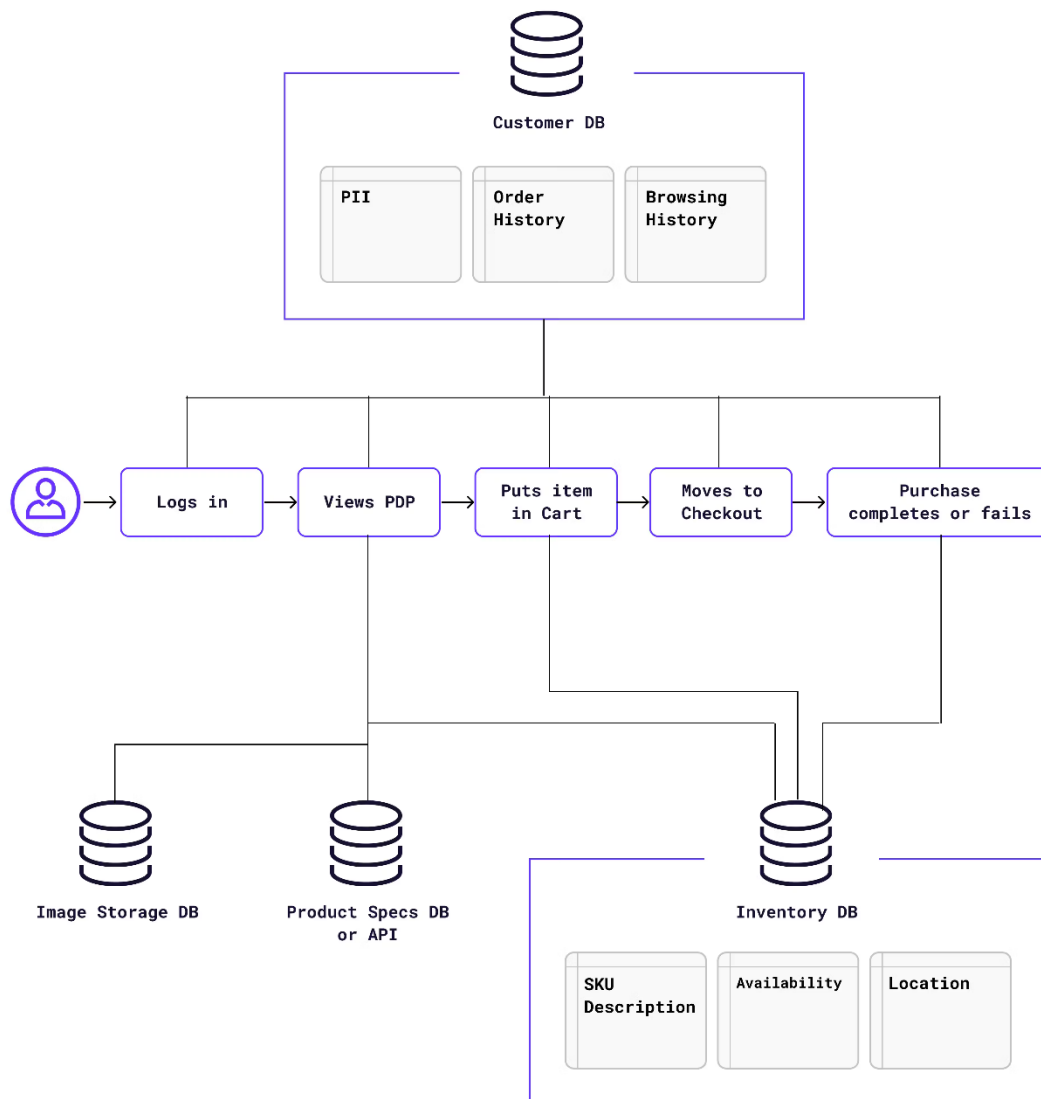 Customer DB
PII
Order
History
Browsing
History
Logs in
Views PDP
Puts item
in Cart
Moves to
Checkout
Purchase
completes or fails
Image Storage DB
Product Specs DB
or API
Inventory DB
SKU
Description
Availability
Location